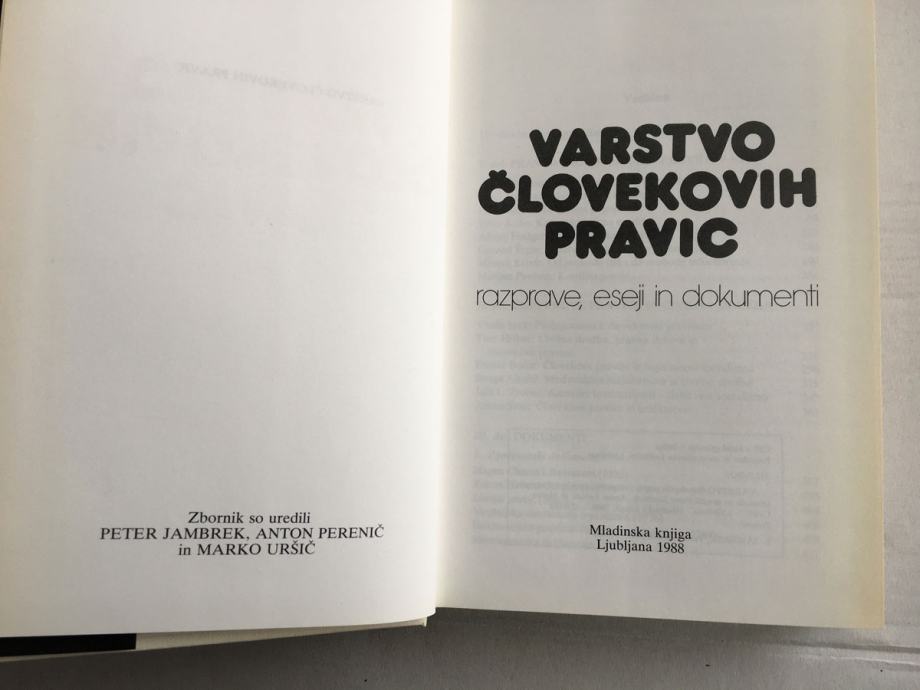 Zbornik so uredili
PETER JAMBREK, ANTON PERENIČ
in MARKO URŠIČ
VARSTVO
ČLOVEKOVIH
PRAVIC
razprave, eseji in dokumenti
Mladinska knjiga
Ljubljana 1988